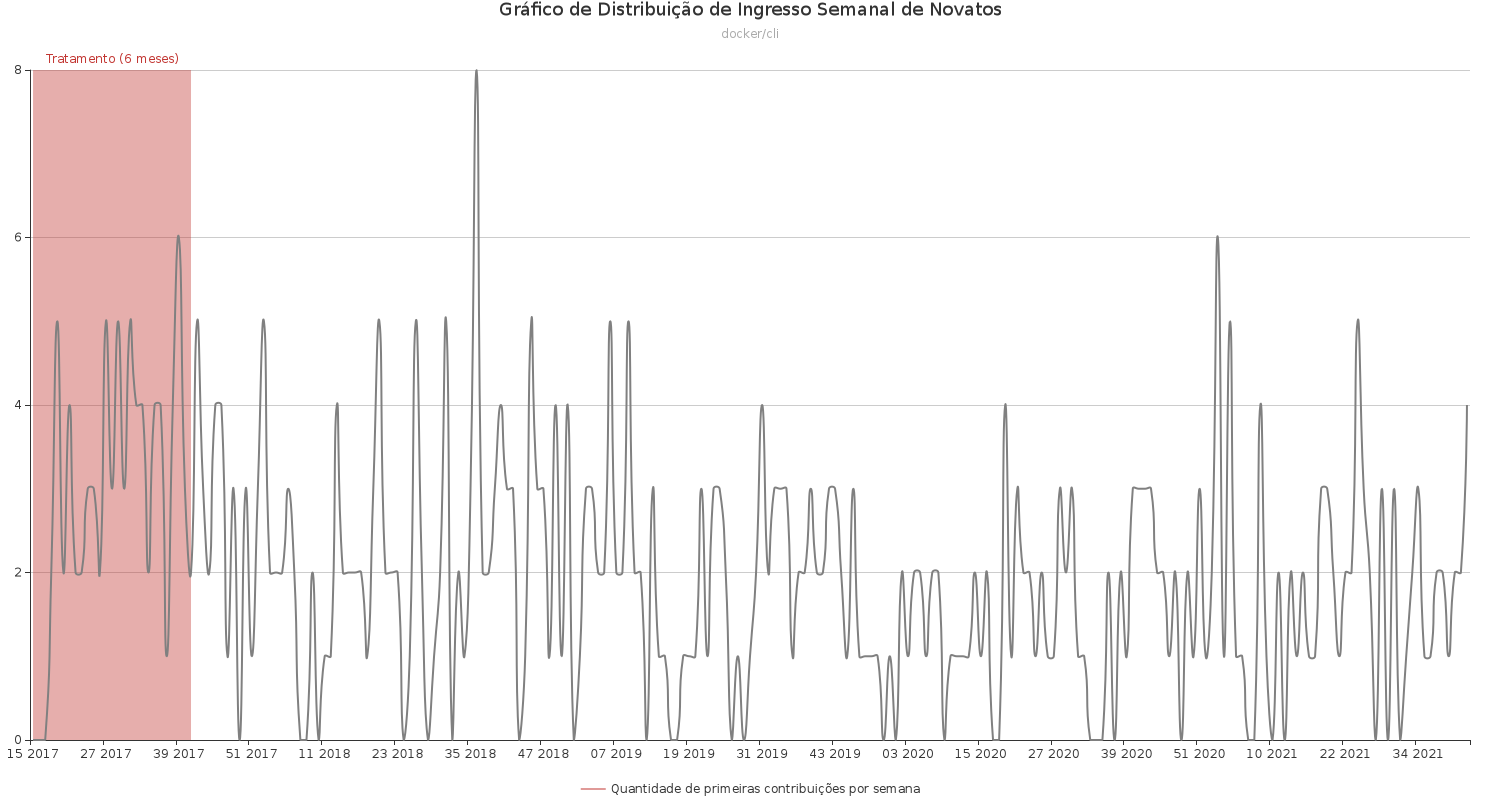 Gráfico de Distribuição de Ingresso Semanal de Novatos
docker/cli
Tratamento (6 meses)
8
6
4
2
0
15 2017 27 2017 39 2017 51 2017 11 2018 23 2018 35 2018 47 2018 07 2019 19 2019 31 2019 43 2019 03 2020 15 2020 27 2020 39 2020 51 2020 10 2021 22 2021 34 2021
Quantidade de primeiras contribuições por semana